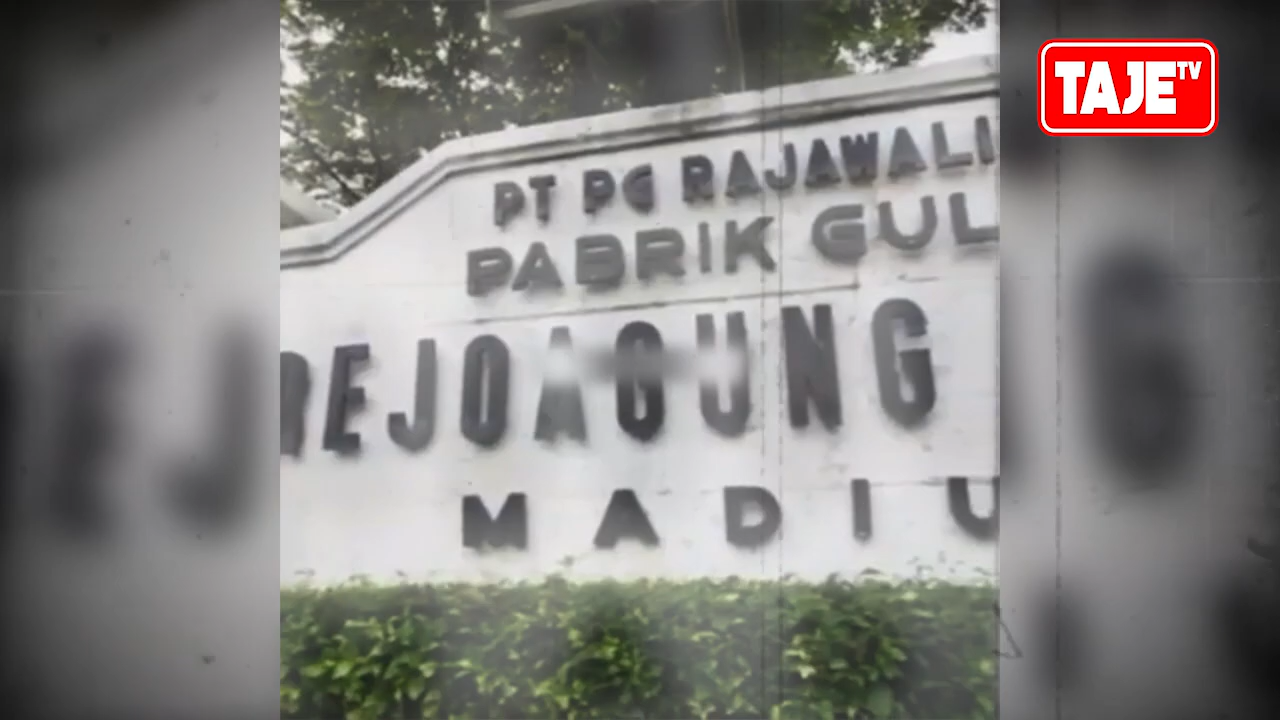 TAJE TV
PT PG RAJAWALI
PABRIK GUL
REJOAGUNG
MADIU